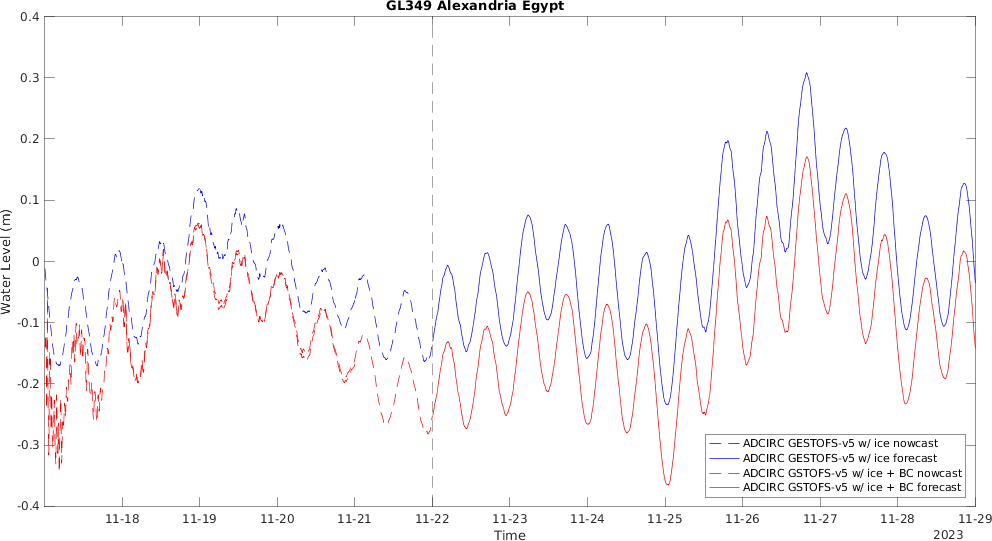 GL349 Alexandria Egypt
Water Level (m)
0.4
0.3
0.2
0.1
0
-0.1
-0.2
-0.3
-0.4
ADCIRC GESTOFS-v5 w/ ice nowcast
ADCIRC GESTOFS-v5 w/ ice forecast
ADCIRC GSTOFS-v5 w/ ice + BC nowcast
ADCIRC GSTOFS-v5 w/ ice + BC forecast
11-18 11-19 11-20 11-21 11-22 11-23 11-24 11-25 11-26 11-27 11-28 11-29
Time
2023